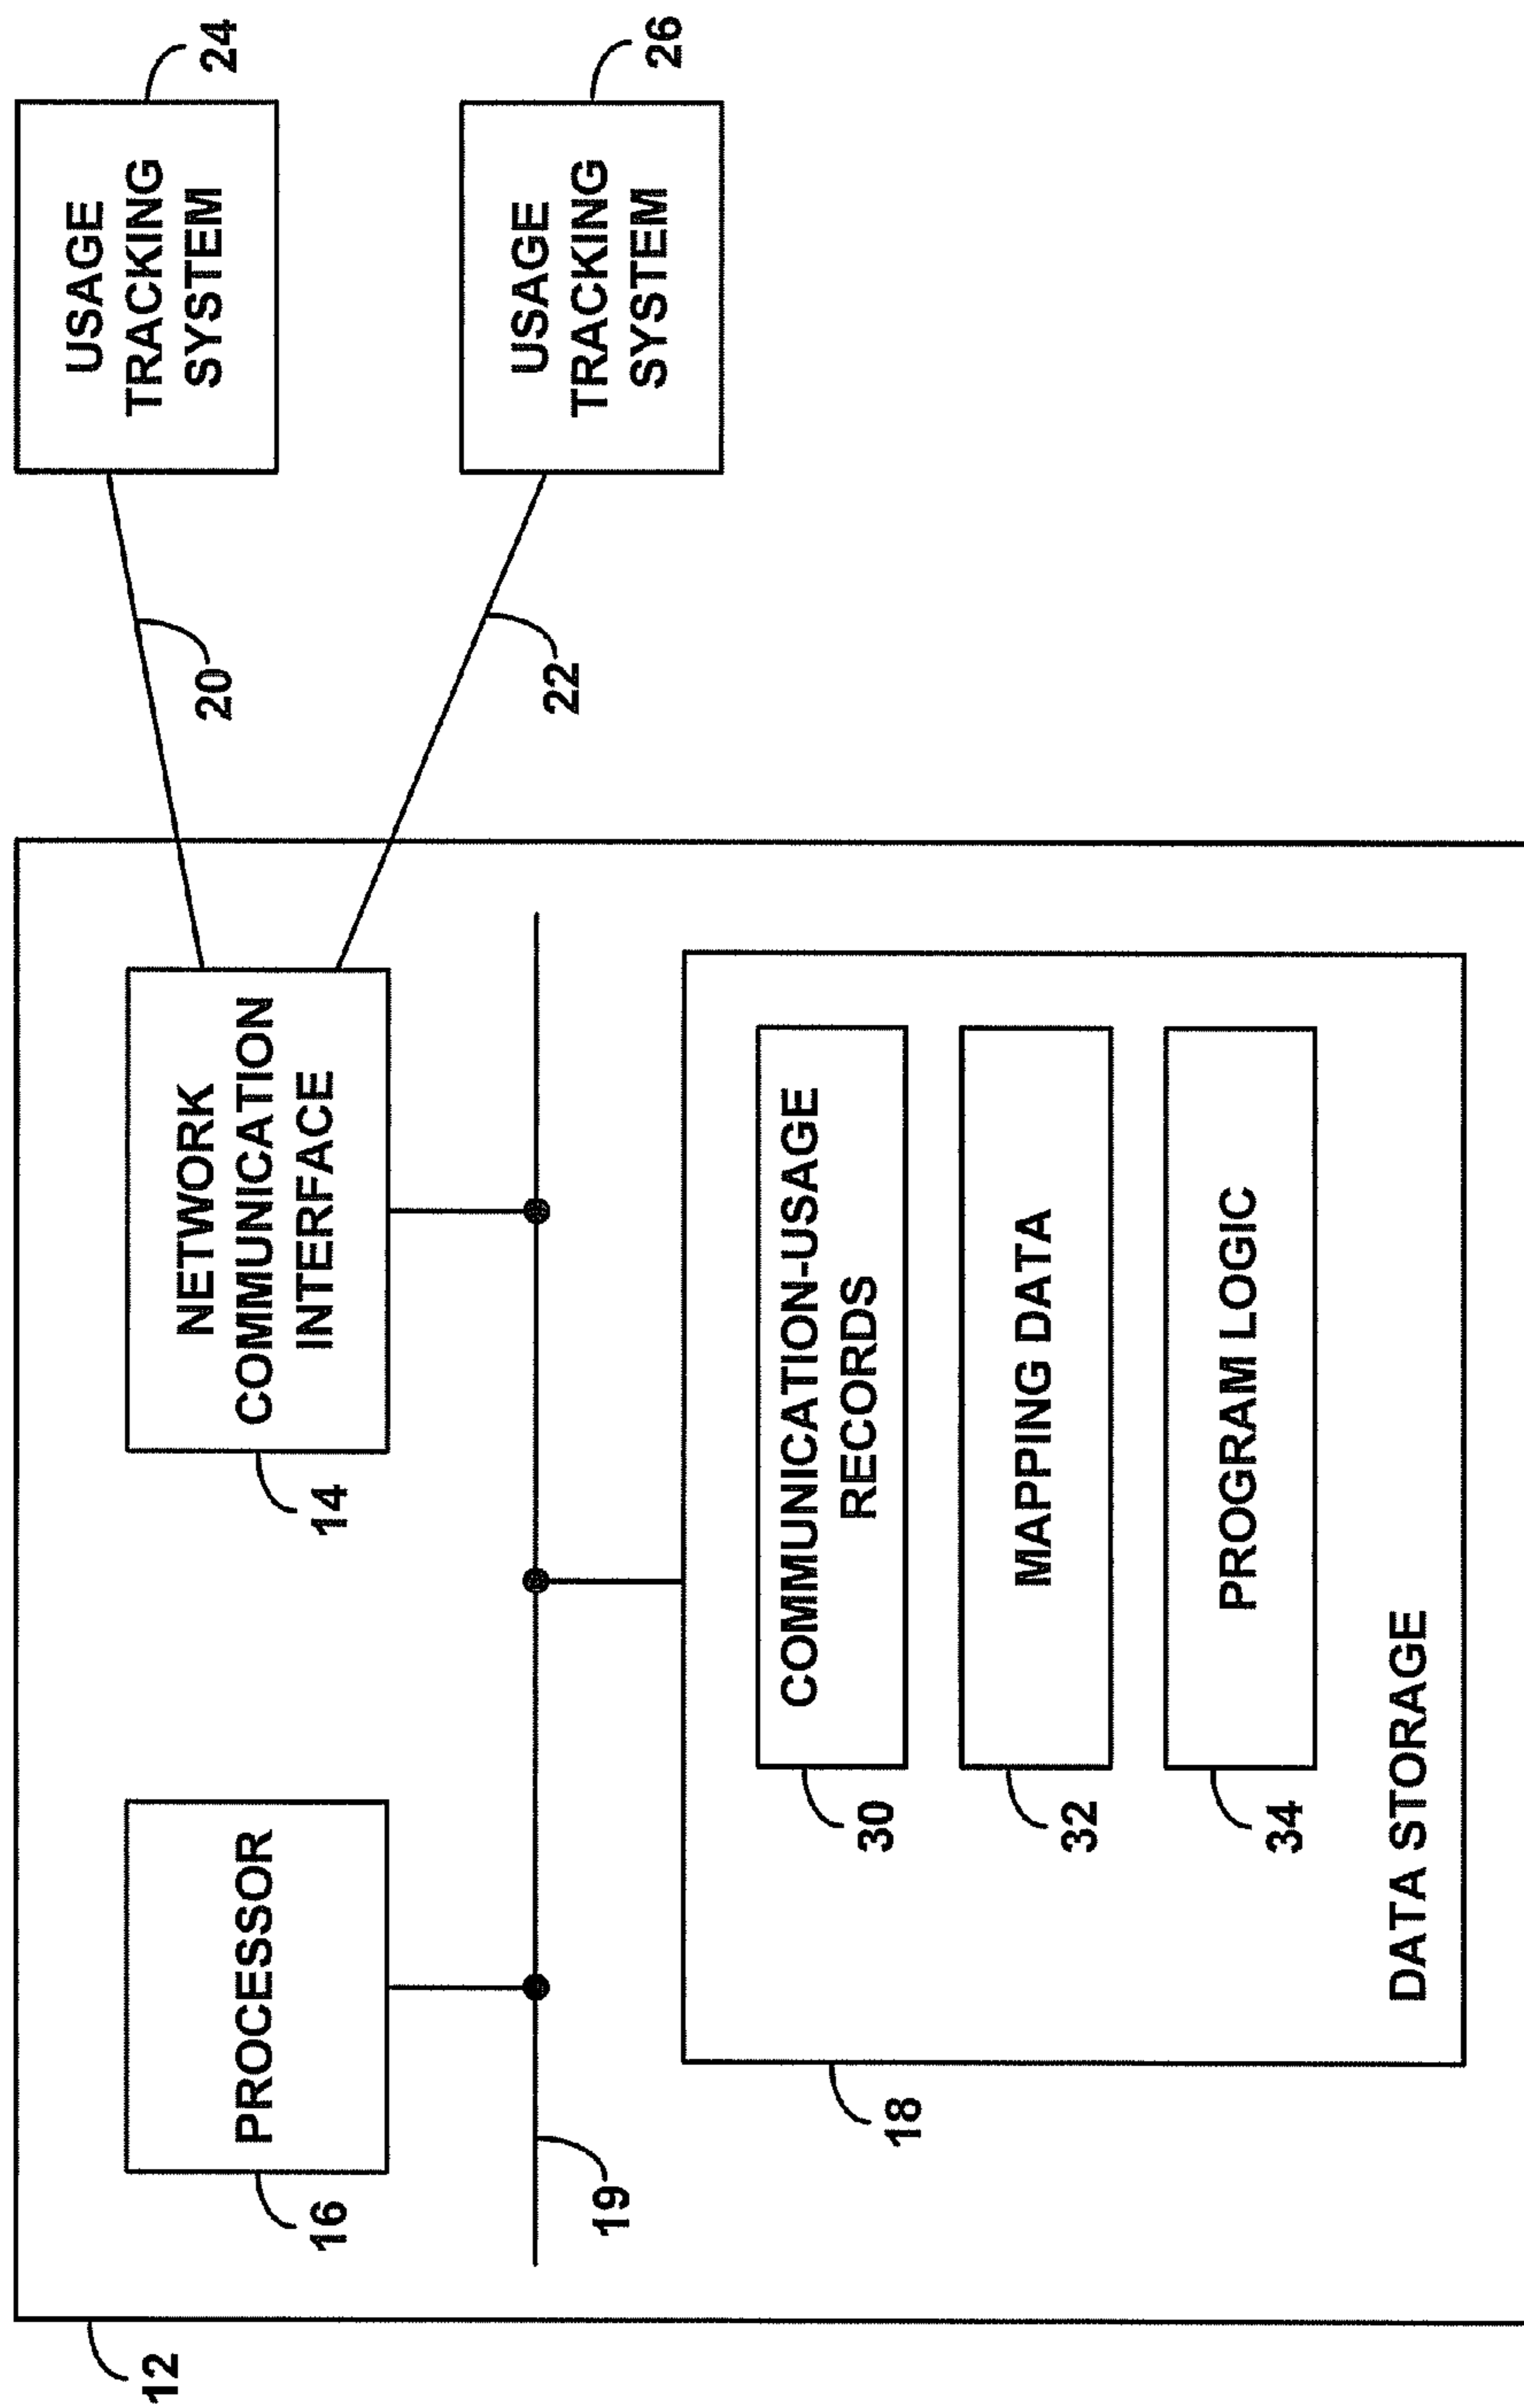 12
16
PROCESSOR
14
NETWORK
COMMUNICATION
INTERFACE
20
24
USAGE
TRACKING
SYSTEM
19
22
26
USAGE
TRACKING
SYSTEM
18
30
COMMUNICATION-USAGE
RECORDS
32
MAPPING DATA
34
PROGRAM LOGIC
DATA STORAGE